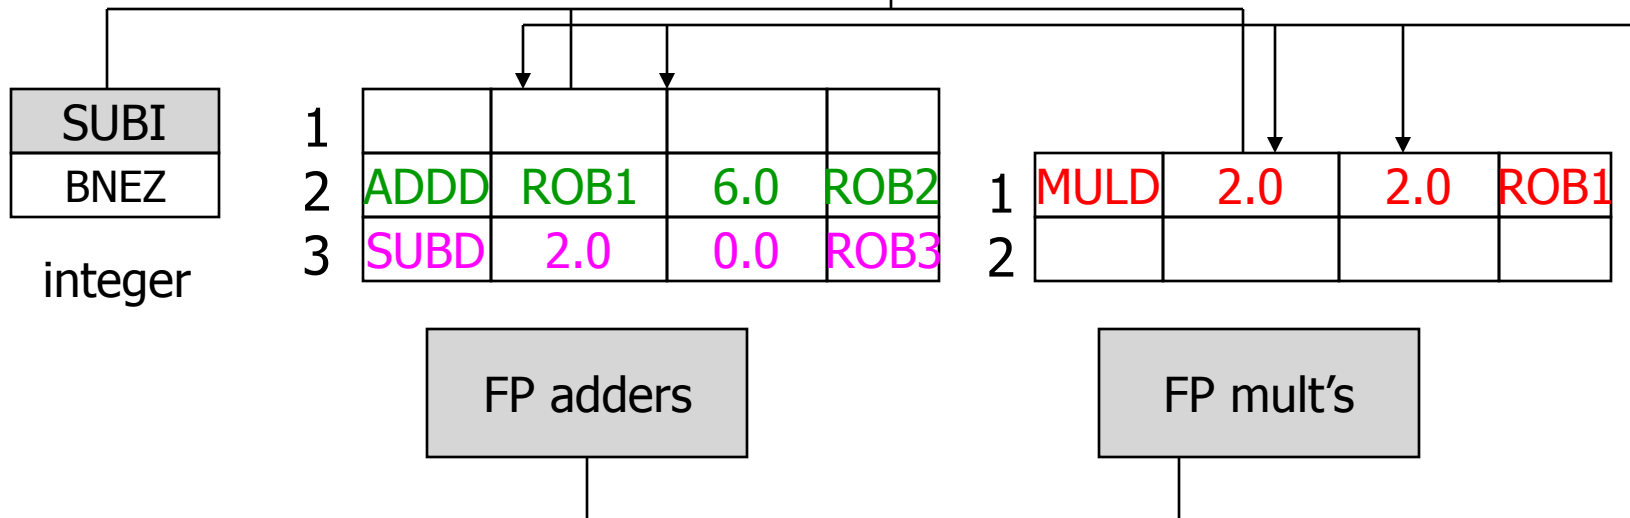 SUBI
BNEZ
integer
1
2 ADDD ROB1 6.0 ROB2
3 SUBD 2.0 0.0 ROB3
1 MULD 2.0 2.0 ROB1
2
FP adders
FP mult’s